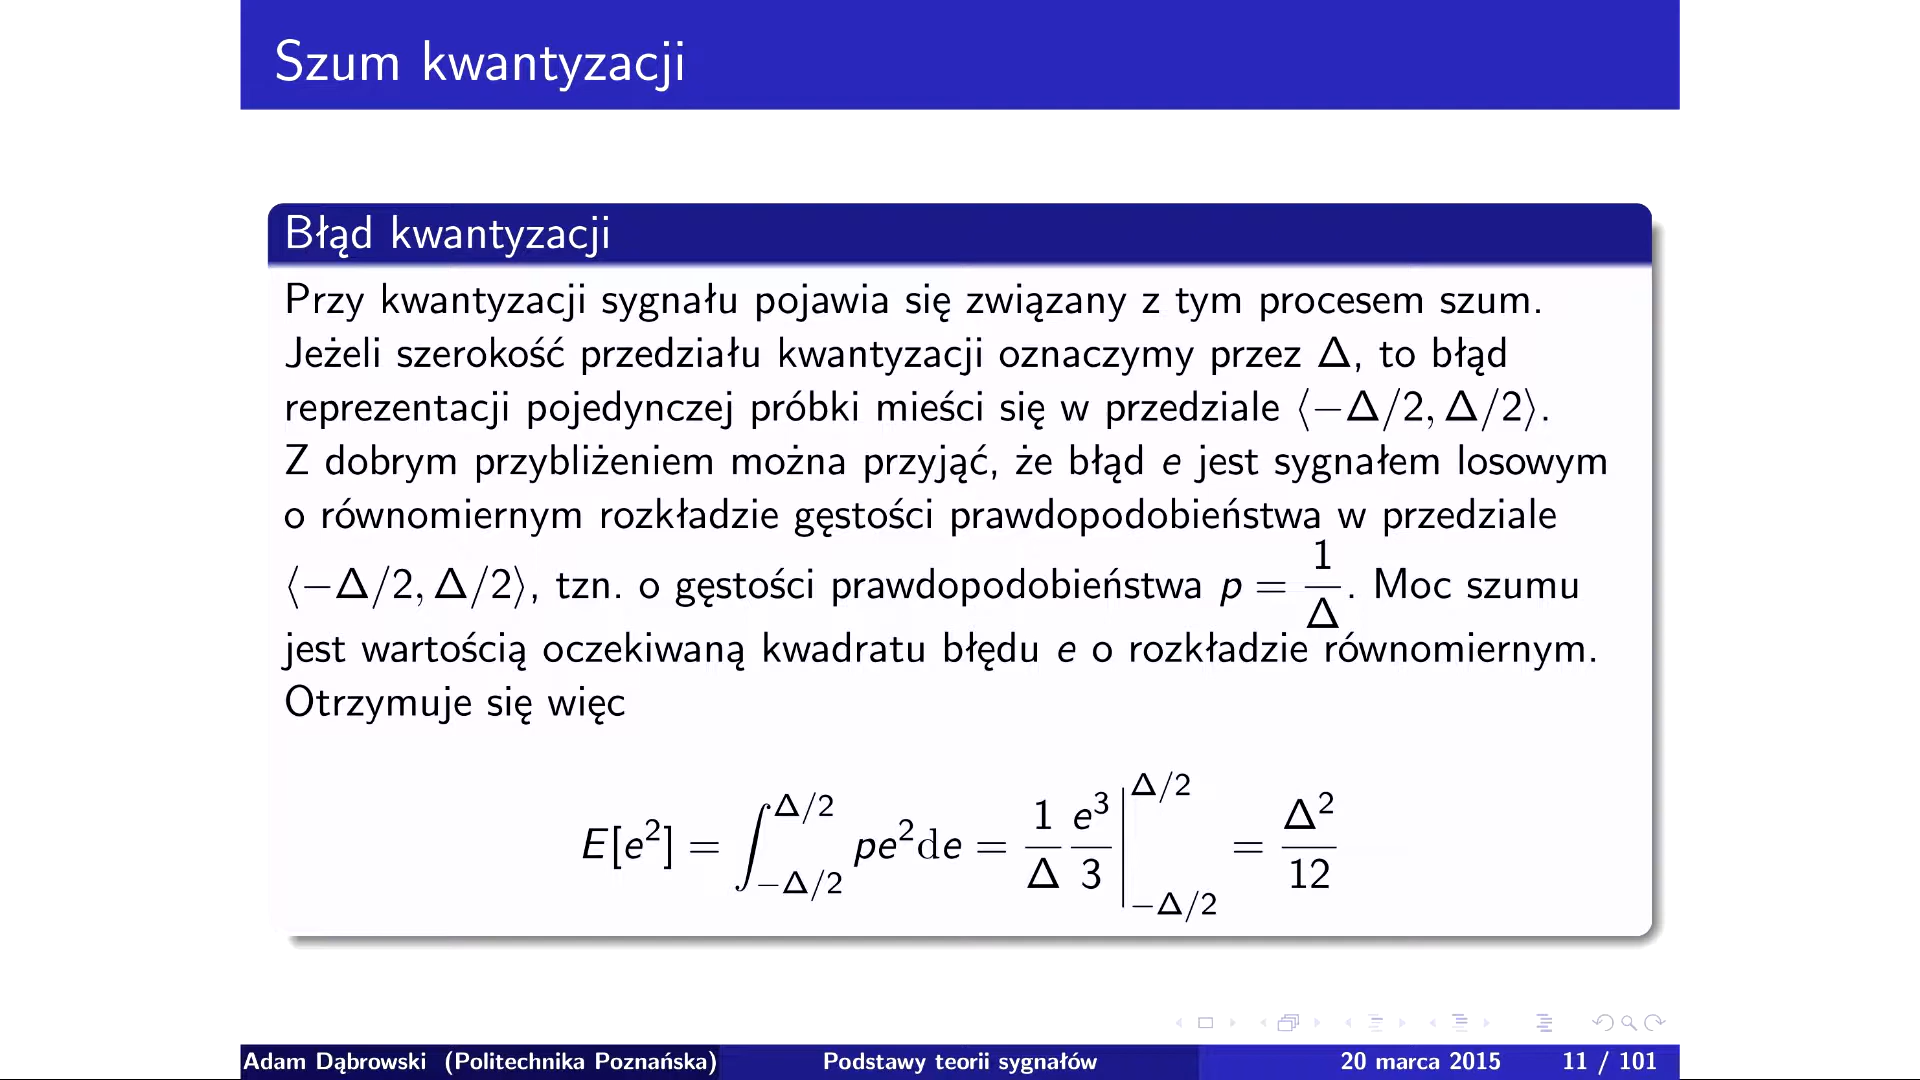 Szum kwantyzacji
Błąd kwantyzacji
Przy kwantyzacji sygnału pojawia się związany z tym procesem szum.
Jeżeli szerokość przedziału kwantyzacji oznaczymy przez Δ, to błąd
reprezentacji pojedynczej próbki mieści się w przedziale ⟨−Δ/2, Δ/2⟩.
Z dobrym przybliżeniem można przyjąć, że błąd e jest sygnałem losowym
o równomiernym rozkładzie gęstości prawdopodobieństwa w przedziale
⟨−Δ/2, Δ/2⟩, tzn. o gęstości prawdopodobieństwa p = 1/Δ. Moc szumu
jest wartością oczekiwaną kwadratu błędu e o rozkładzie równomiernym.
Otrzymuje się więc
E[e²] = ∫_{−Δ/2}^{Δ/2} pe²de = 1/Δ e³/3 |_{−Δ/2}^{Δ/2} = Δ²/12
Adam Dąbrowski (Politechnika Poznańska) Podstawy teorii sygnałów 20 marca 2015 11 / 101